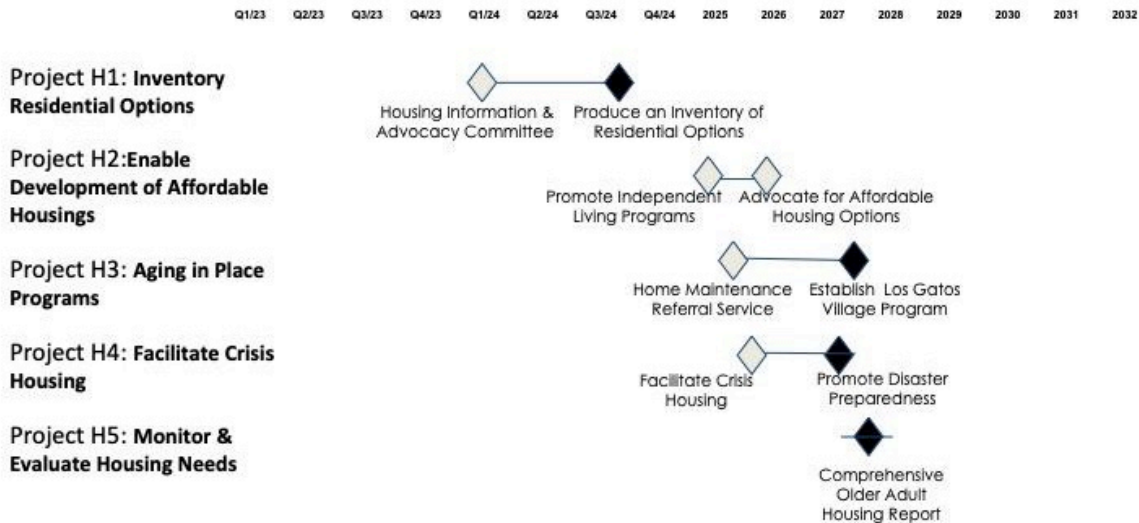 Q1/23 Q2/23 Q3/23 Q4/23 Q1/24 Q2/24 Q3/24 Q4/24 2025 2026 2027 2028 2029 2030 2031 2032
Project H1: Inventory
Residential Options
Housing Information &
Advocacy Committee
Produce an Inventory of
Residential Options
Project H2:Enable
Development of Affordable
Housings
Promote Independent
Living Programs
Advocate for Affordable
Housing Options
Project H3: Aging in Place
Programs
Home Maintenance
Referral Service
Establish Los Gatos
Village Program
Project H4: Facilitate Crisis
Housing
Facilitate Crisis
Housing
Promote Disaster
Preparedness
Project H5: Monitor &
Evaluate Housing Needs
Comprehensive
Older Adult
Housing Report